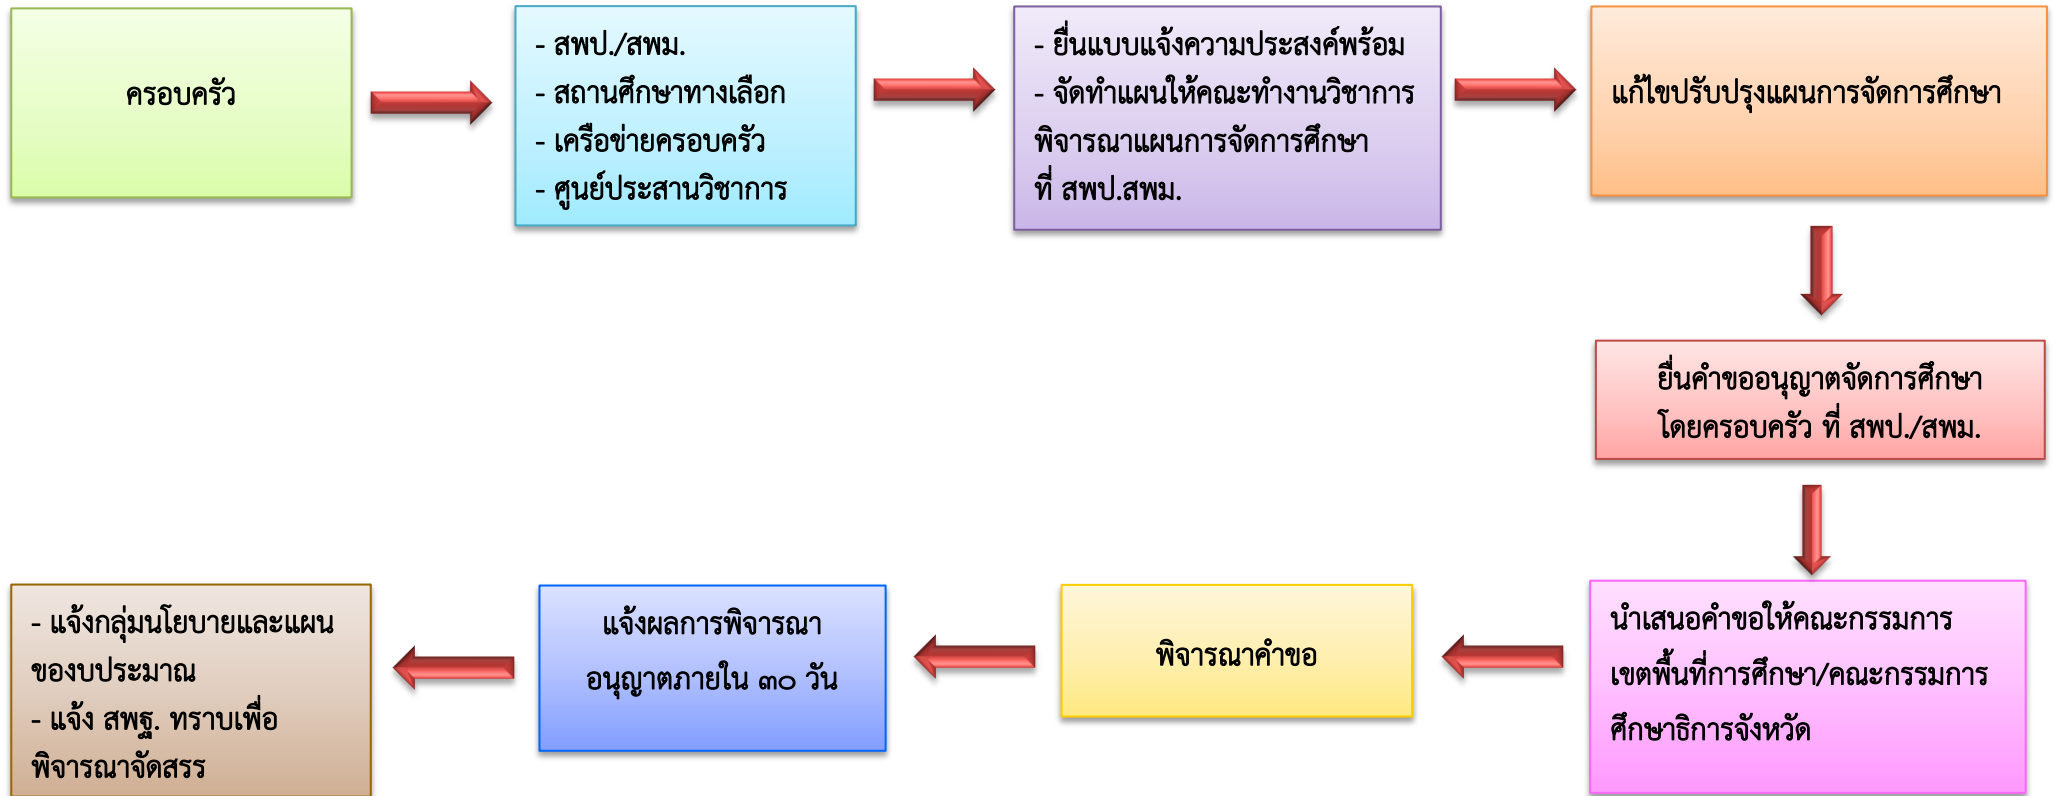 ครอบครัว
- สพป./สพม.
- สถานศึกษาทางเลือก
- เครือข่ายครอบครัว
- ศูนย์ประสานวิชาการ
- ยื่นแบบแจ้งความประสงค์พร้อม
- จัดทำแผนให้คณะทำงานวิชาการ
พิจารณาแผนการจัดการศึกษา
ที่ สพป.สพม.
แก้ไขปรับปรุงแผนการจัดการศึกษา
ยื่นคำขออนุญาตจัดการศึกษา
โดยครอบครัว ที่ สพป./สพม.
นำเสนอคำขอให้คณะกรรมการ
เขตพื้นที่การศึกษา/คณะกรรมการ
ศึกษาธิการจังหวัด
พิจารณาคำขอ
แจ้งผลการพิจารณา
อนุญาตภายใน ๓๐ วัน
- แจ้งกลุ่มนโยบายและแผน
ของบประมาณ
- แจ้ง สพฐ. ทราบเพื่อ
พิจารณาจัดสรร